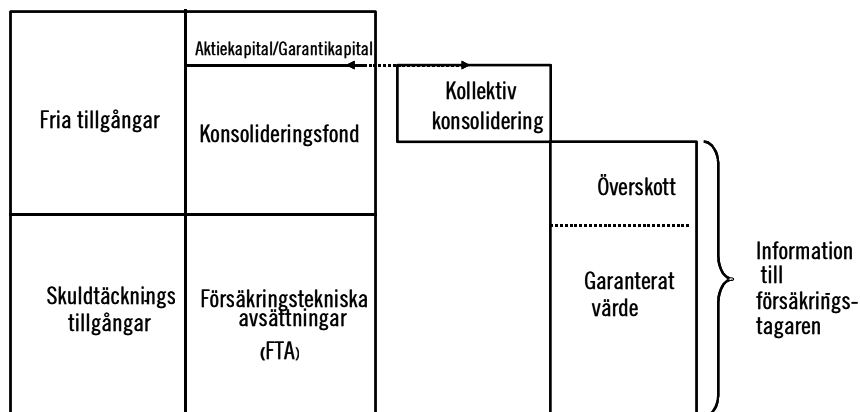 Aktiekapital/Garantikapital
Fria tillgångar
Konsolideringsfond
Kollektiv
konsolidering
Överskott
Skuldtäcknings
tillgångar
Försäkringstekniska
avsättningar
(FTA)
Garanterat
värde
Information
till
försäkrings-
tagaren